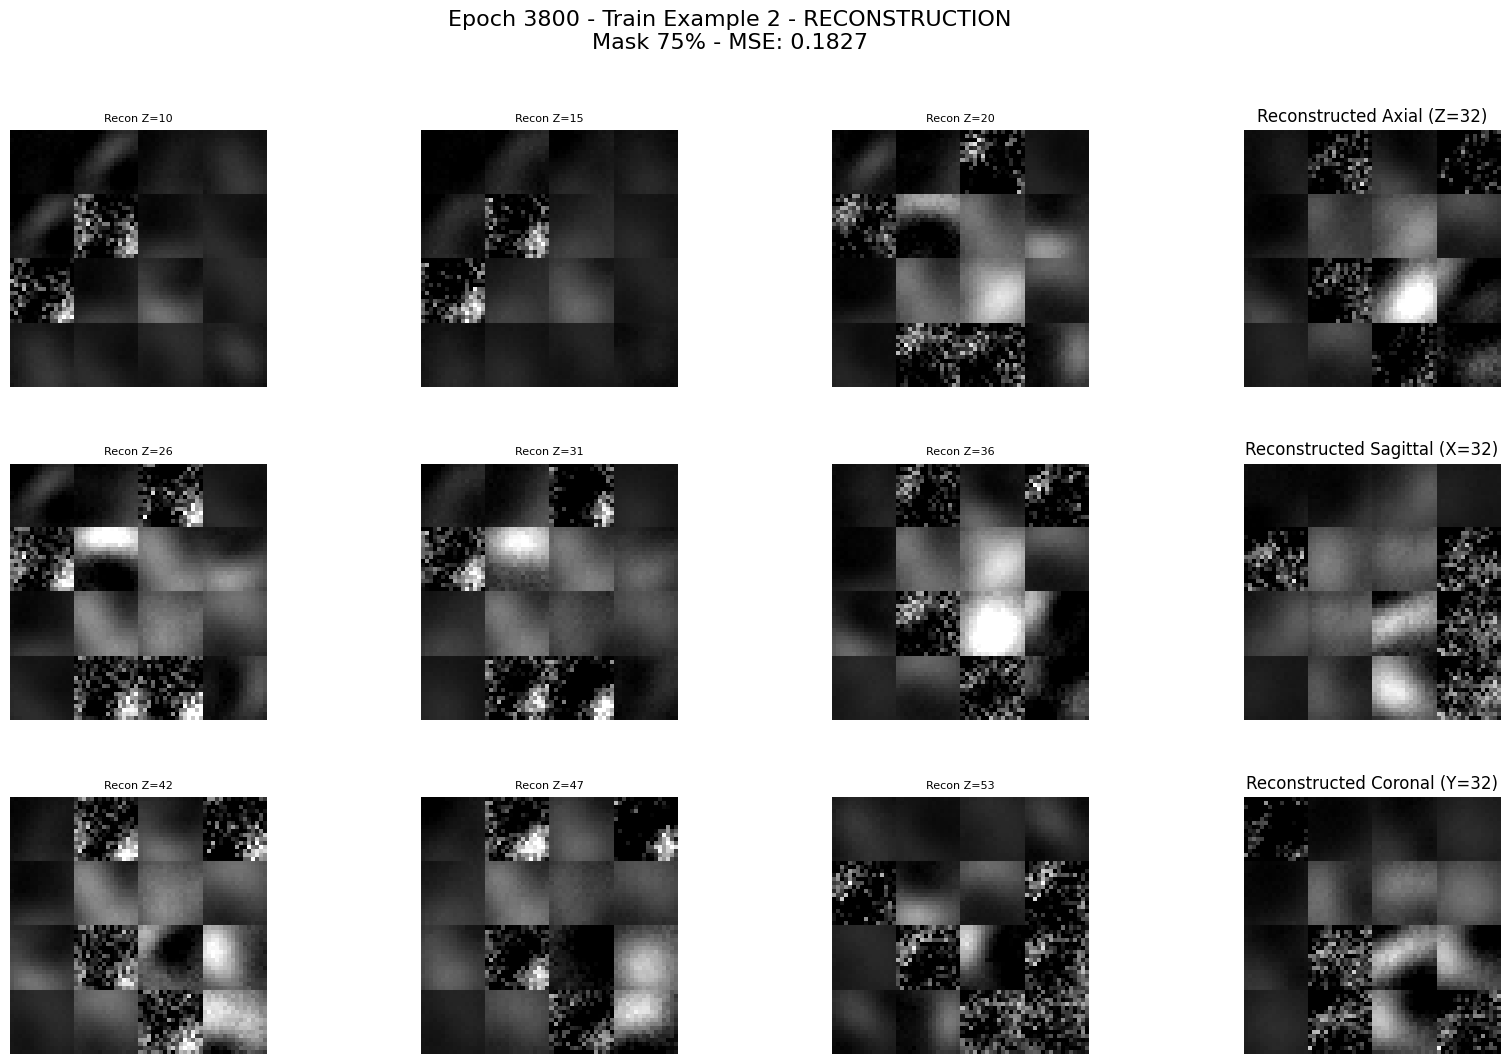 Epoch 3800 - Train Example 2 - RECONSTRUCTION
Mask 75% - MSE: 0.1827
Recon Z=10
Recon Z=15
Recon Z=20
Reconstructed Axial (Z=32)
Recon Z=26
Recon Z=31
Recon Z=36
Reconstructed Sagittal (X=32)
Recon Z=42
Recon Z=47
Recon Z=53
Reconstructed Coronal (Y=32)